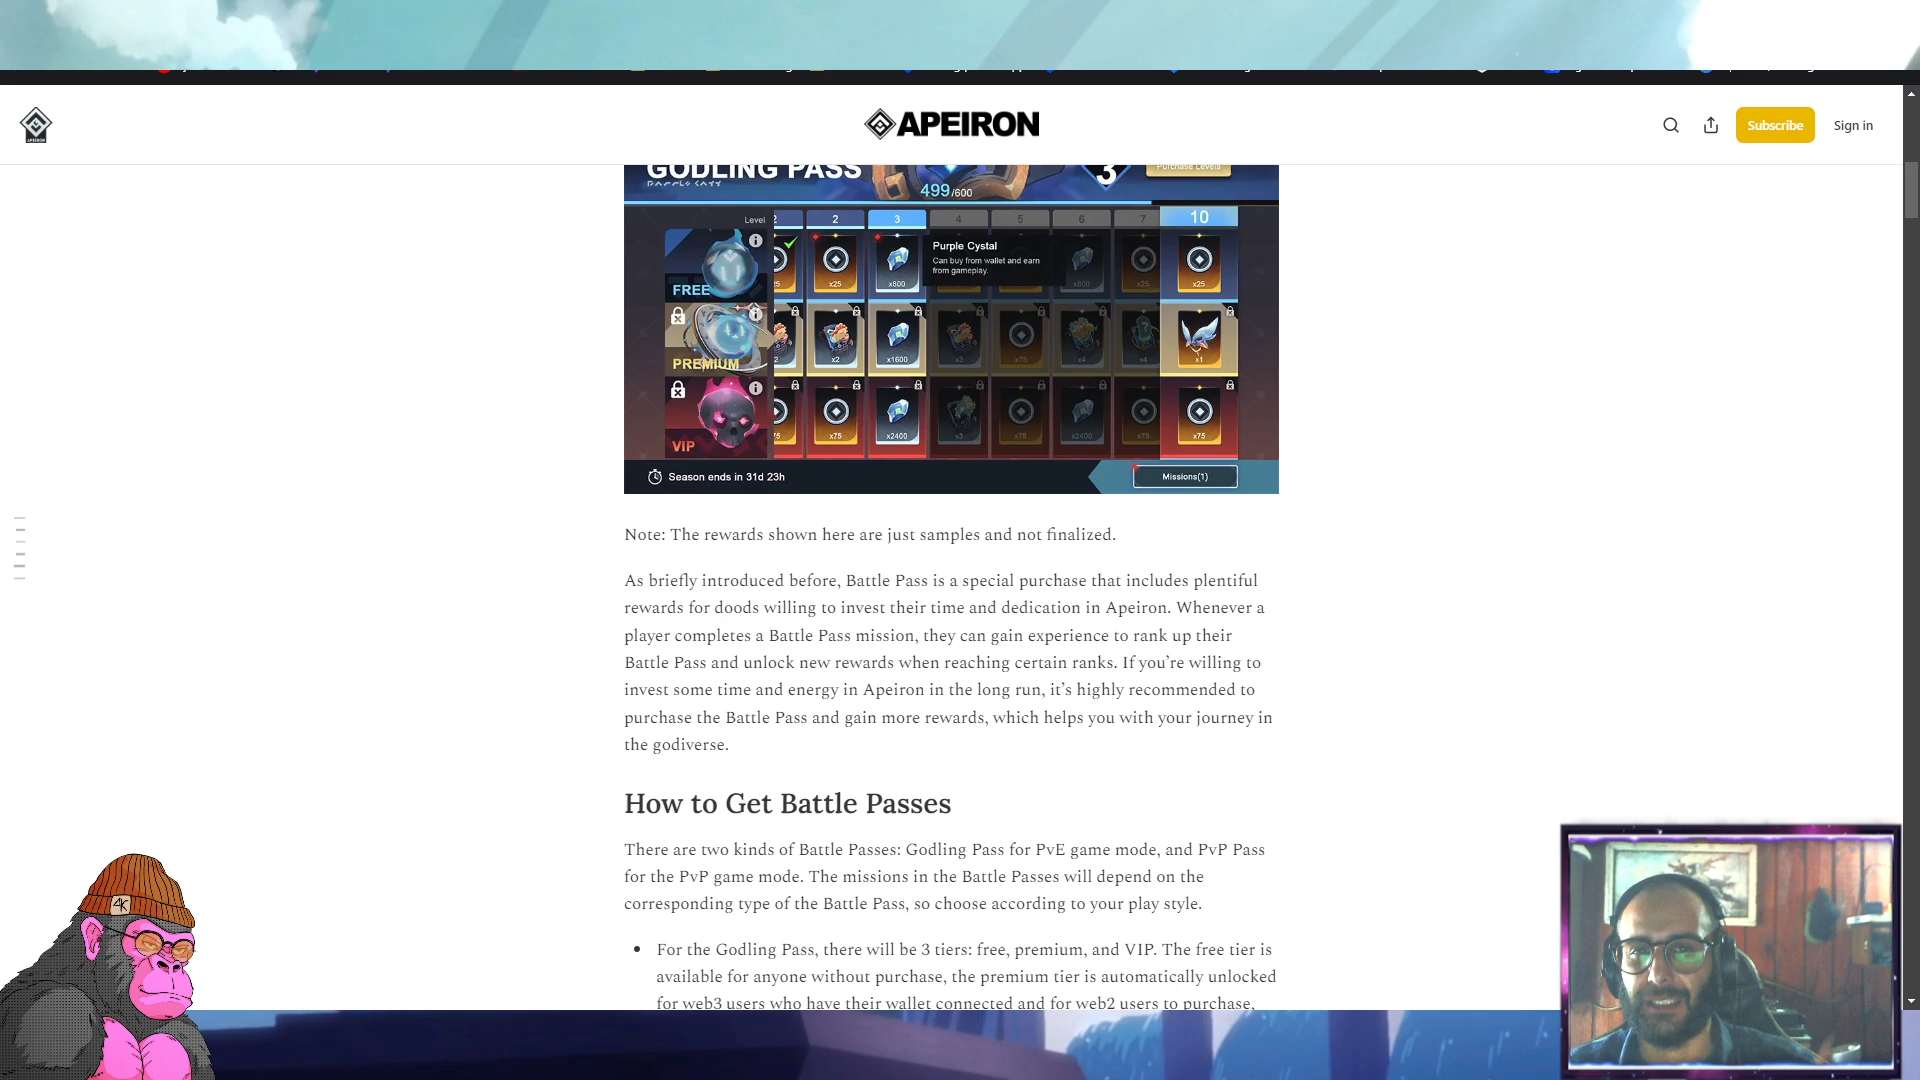 APEIRON
APEIRON
Subscribe
Sign in
GODLING PASS
3
Purchase Levels
499/600
Level
2
2
3
4
5
6
7
10
Purple Cystal
Can buy from wallet and earn
from gameplay.
FREE
x25
x600
x600
x25
x25
PREMIUM
2
x2
x1600
x3
x75
x4
x4
x1
VIP
75
x75
x2400
x3
x75
x2400
x75
x75
Season ends in 31d 23h
Missions(1)
Note: The rewards shown here are just samples and not finalized.
As briefly introduced before, Battle Pass is a special purchase that includes plentiful
rewards for doods willing to invest their time and dedication in Apeiron. Whenever a
player completes a Battle Pass mission, they can gain experience to rank up their
Battle Pass and unlock new rewards when reaching certain ranks. If you’re willing to
invest some time and energy in Apeiron in the long run, it’s highly recommended to
purchase the Battle Pass and gain more rewards, which helps you with your journey in
the godiverse.
How to Get Battle Passes
There are two kinds of Battle Passes: Godling Pass for PvE game mode, and PvP Pass
for the PvP game mode. The missions in the Battle Passes will depend on the
corresponding type of the Battle Pass, so choose according to your play style.
• For the Godling Pass, there will be 3 tiers: free, premium, and VIP. The free tier is
available for anyone without purchase, the premium tier is automatically unlocked
for web3 users who have their wallet connected and for web2 users to purchase,
4K